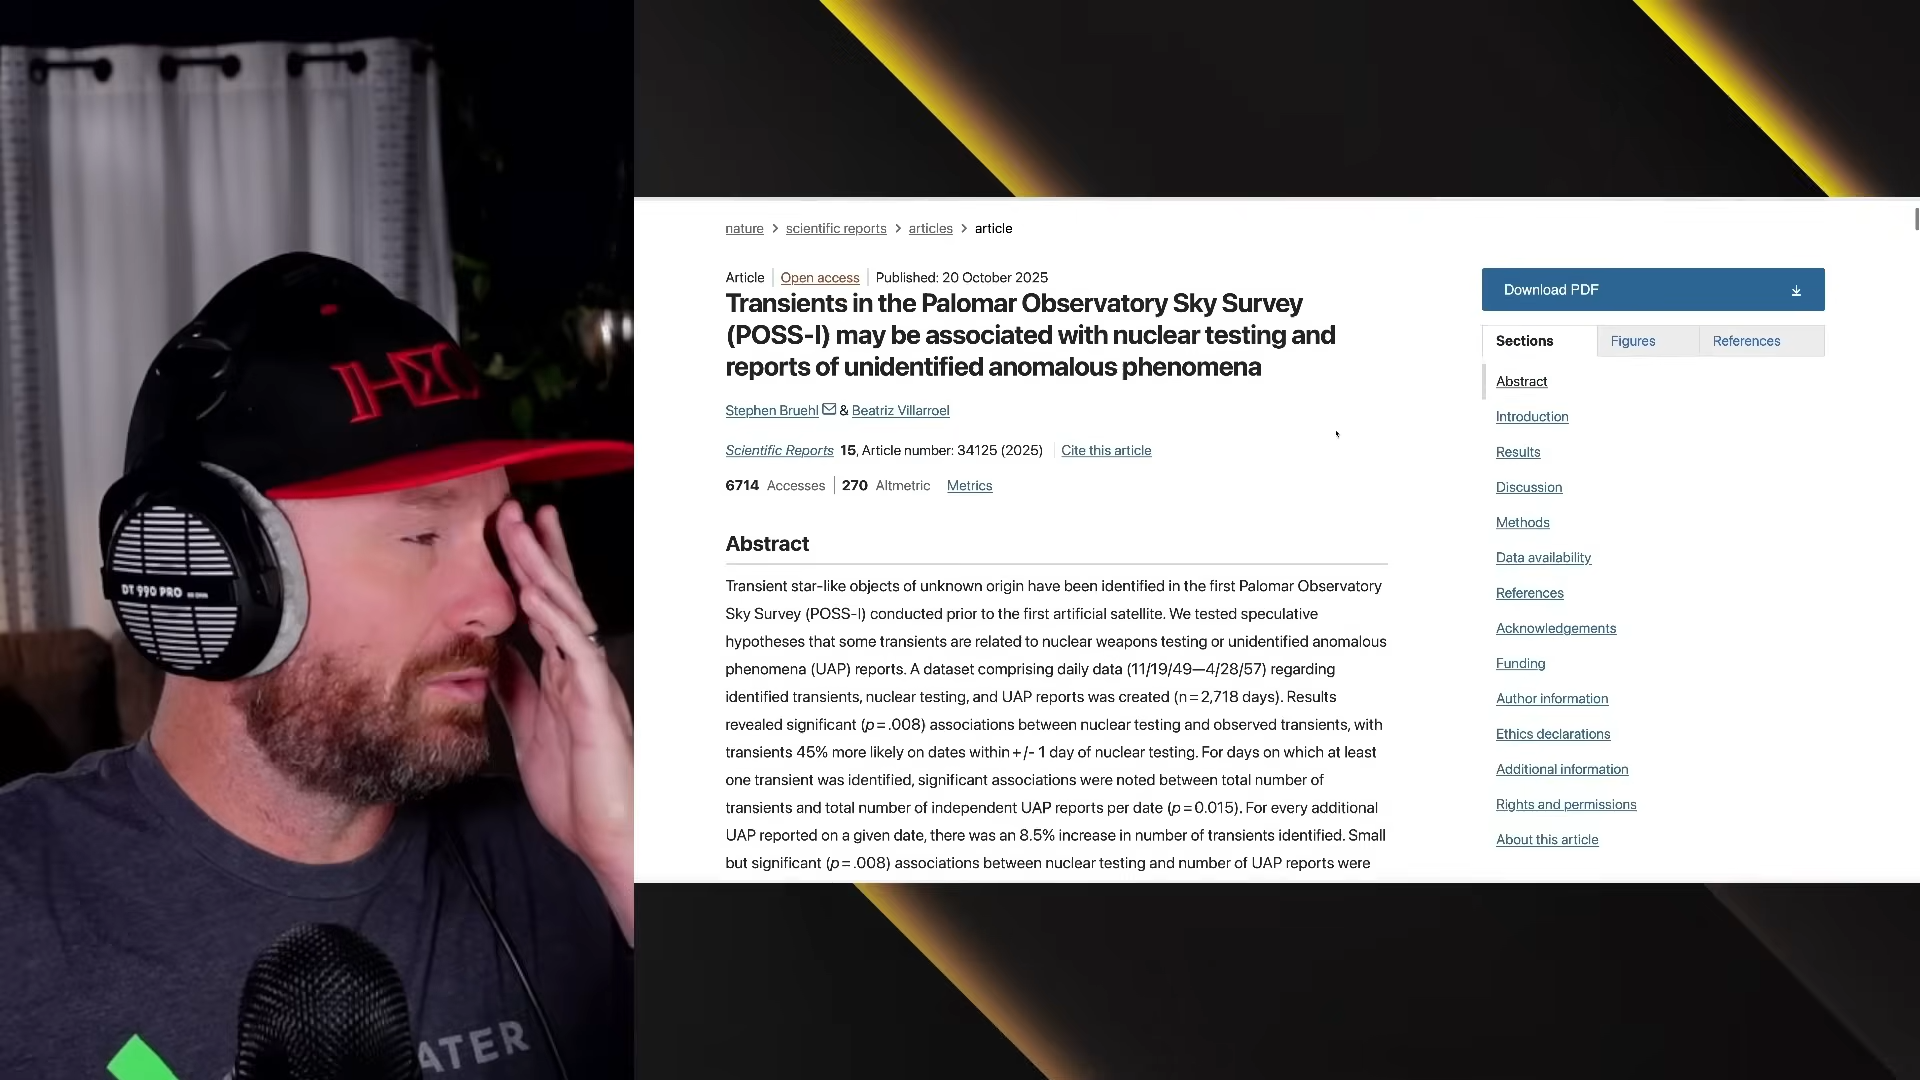 DT 990 PRO
ATER
nature > scientific reports > articles > article
Article | Open access | Published: 20 October 2025
Transients in the Palomar Observatory Sky Survey
(POSS-I) may be associated with nuclear testing and
reports of unidentified anomalous phenomena
Stephen Bruehl & Beatriz Villarroel
Scientific Reports 15, Article number: 34125 (2025) | Cite this article
6714 Accesses | 270 Altmetric Metrics
Abstract
Transient star-like objects of unknown origin have been identified in the first Palomar Observatory
Sky Survey (POSS-I) conducted prior to the first artificial satellite. We tested speculative
hypotheses that some transients are related to nuclear weapons testing or unidentified anomalous
phenomena (UAP) reports. A dataset comprising daily data (11/19/49—4/28/57) regarding
identified transients, nuclear testing, and UAP reports was created (n = 2,718 days). Results
revealed significant (p = .008) associations between nuclear testing and observed transients, with
transients 45% more likely on dates within +/- 1 day of nuclear testing. For days on which at least
one transient was identified, significant associations were noted between total number of
transients and total number of independent UAP reports per date (p = 0.015). For every additional
UAP reported on a given date, there was an 8.5% increase in number of transients identified. Small
but significant (p = .008) associations between nuclear testing and number of UAP reports were
Download PDF
Sections Figures References
Abstract
Introduction
Results
Discussion
Methods
Data availability
References
Acknowledgements
Funding
Author information
Ethics declarations
Additional information
Rights and permissions
About this article